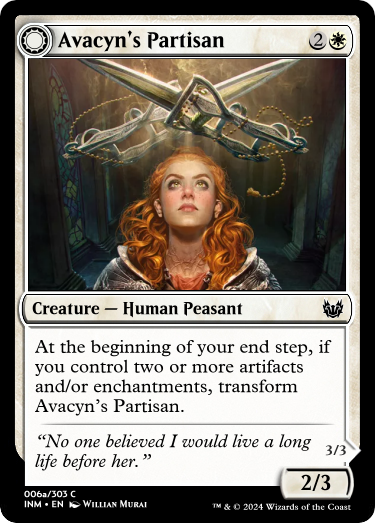 Avacyn's Partisan 2
Creature — Human Peasant
At the beginning of your end step, if
you control two or more artifacts
and/or enchantments, transform
Avacyn's Partisan.
“No one believed I would live a long
life before her.”
3/3
2/3
006a/303 C
INM • EN Willian Murai
™ & © 2024 Wizards of the Coast